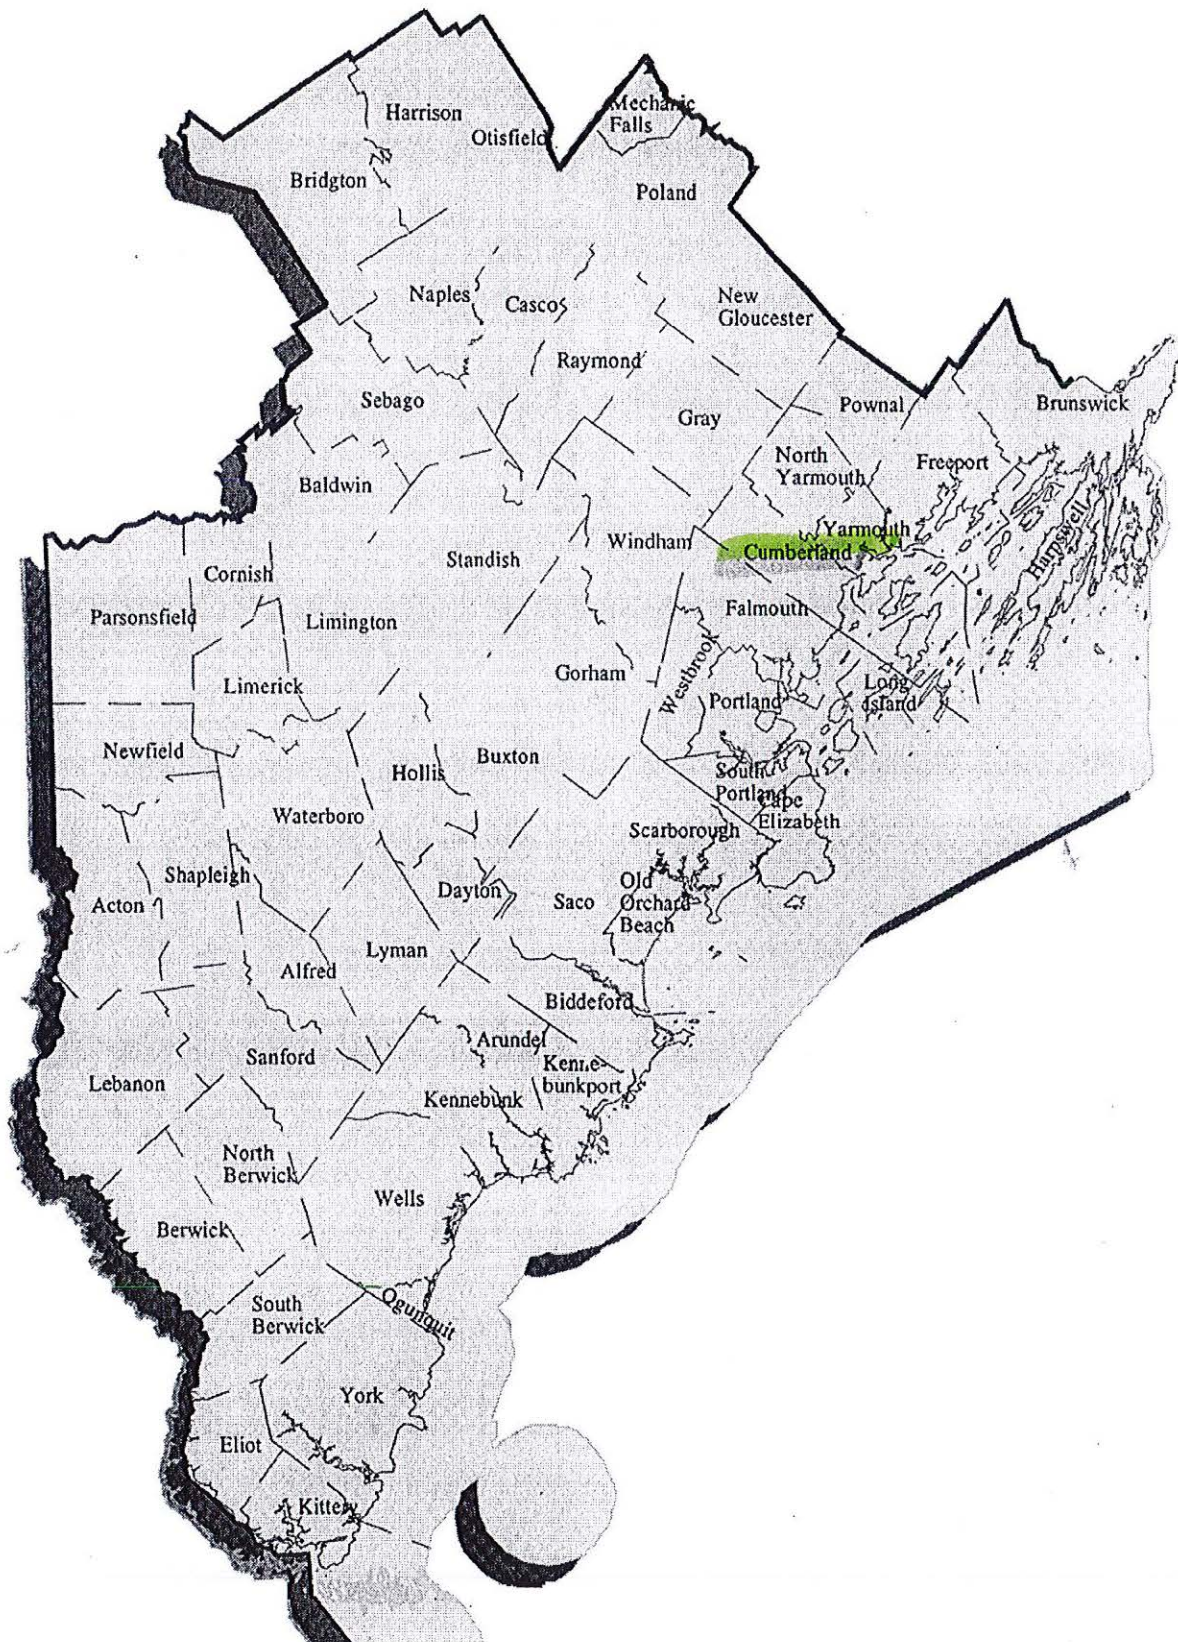 Harrison
Otisfield
Mechanic
Falls
Bridgton
Poland
Naples
Casco
New
Gloucester
Raymond
Sebago
Gray
Pownal
Brunswick
Baldwin
North
Yarmouth
Freeport
Harpswell
Yarmouth
Cumberland
Windham
Standish
Cornish
Parsonsfield
Limington
Falmouth
Westbrook
Gorham
Limerick
Portland
Long
Island
Newfield
Hollis
Buxton
South
Portland
Cape
Elizabeth
Waterboro
Scarborough
Shapleigh
Acton
Dayton
Saco
Old
Orchard
Beach
Lyman
Alfred
Biddeford
Arundel
Sanford
Kenne-
bunkport
Lebanon
Kennebunk
North
Berwick
Wells
Berwick
Ogunquit
South
Berwick
York
Eliot
Kittery